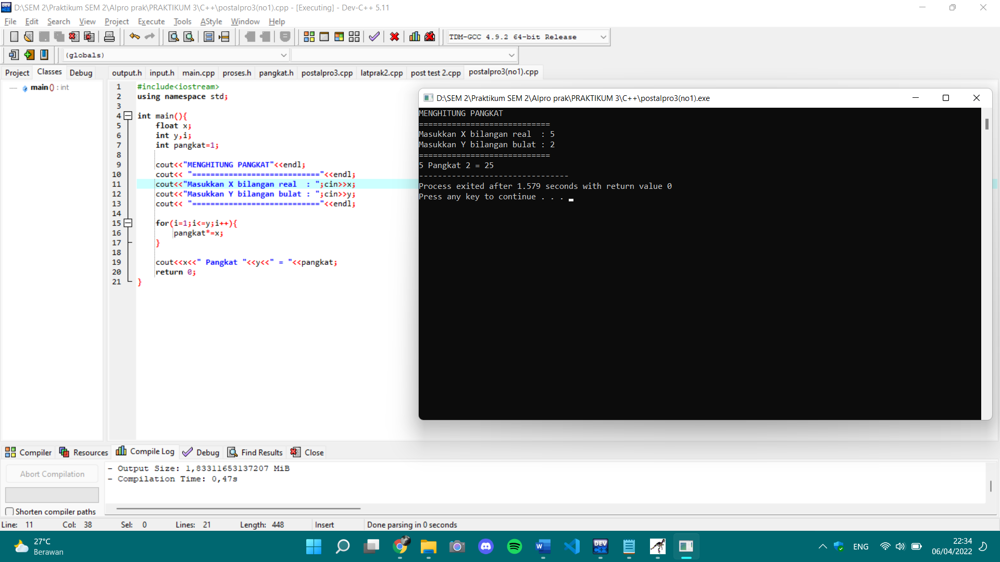 D:\SEM 2\Praktikum SEM 2\Alpro prak\PRAKTIKUM 3\C++\postalpro3(no1).cpp - [Executing] - Dev-C++ 5.11
File Edit Search View Project Execute Tools AStyle Window Help
TDM-GCC 4.9.2 64-bit Release
(globals)
Project Classes Debug
output.h input.h main.cpp proses.h pangkat.h postalpro3.cpp latprak2.cpp post test 2.cpp postalpro3(no1).cpp
main () : int
1 #include<iostream>
2 using namespace std;
3
4 int main(){
5 float x;
6 int y,i;
7 int pangkat=1;
8
9 cout<<"MENGHITUNG PANGKAT"<<endl;
10 cout<< "============================"<<endl;
11 cout<<"Masukkan X bilangan real  : ";cin>>x;
12 cout<<"Masukkan Y bilangan bulat : ";cin>>y;
13 cout<< "============================"<<endl;
14
15 for(i=1;i<=y;i++){
16 pangkat*=x;
17 }
18
19 cout<<x<<" Pangkat "<<y<<" = "<<pangkat;
20 return 0;
21 }
D:\SEM 2\Praktikum SEM 2\Alpro prak\PRAKTIKUM 3\C++\postalpro3(no1).exe
MENGHITUNG PANGKAT
============================
Masukkan X bilangan real  : 5
Masukkan Y bilangan bulat : 2
============================
5 Pangkat 2 = 25
--------------------------------
Process exited after 1.579 seconds with return value 0
Press any key to continue . . .
Compiler Resources Compile Log Debug Find Results Close
Abort Compilation
Shorten compiler paths
- Output Size: 1,83311653137207 MiB
- Compilation Time: 0,47s
Line: 11 Col: 38 Sel: 0 Lines: 21 Length: 448 Insert Done parsing in 0 seconds
27°C
Berawan
DEV
ENG
22:34
06/04/2022